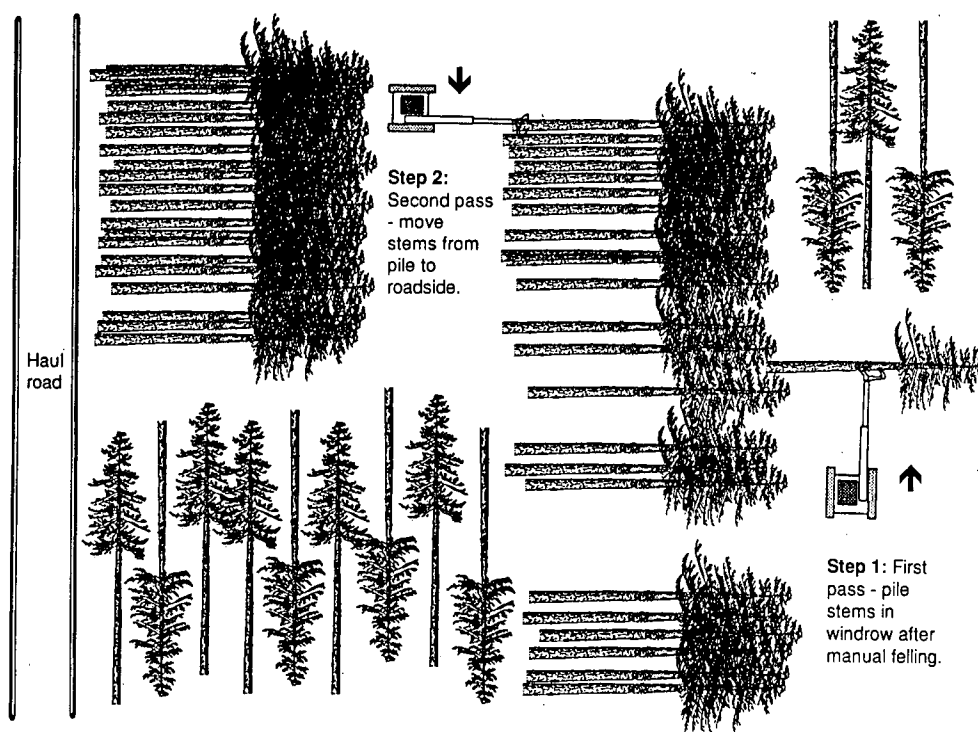 Haul
road
Step 2:
Second pass
- move
stems from
pile to
roadside.
Step 1: First
pass - pile
stems in
windrow after
manual felling.